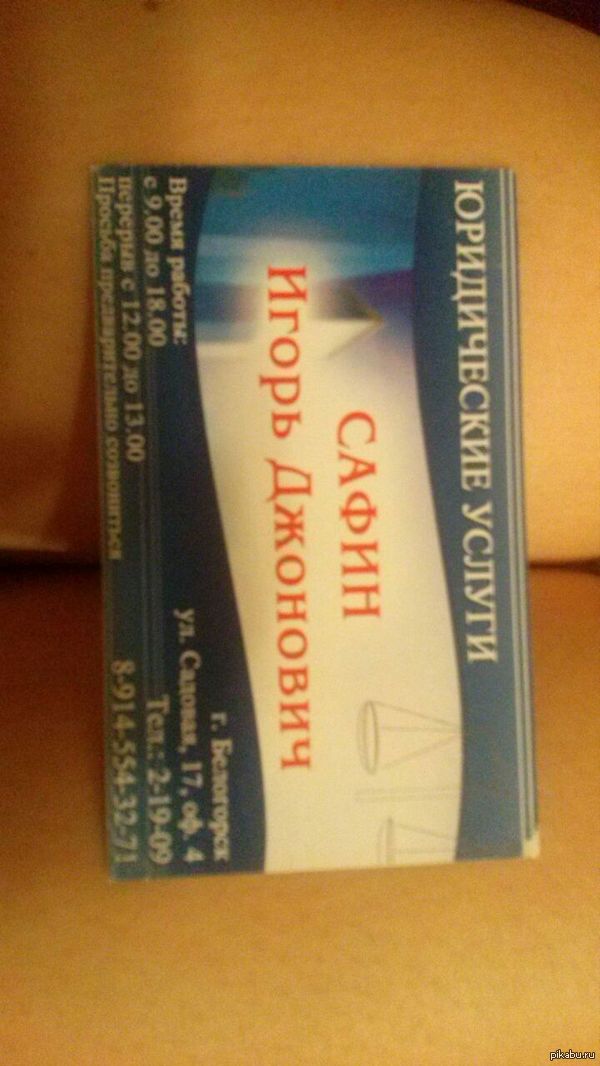 ЮРИДИЧЕСКИЕ УСЛУГИ
САФИН
Игорь Джонович
Время работы:
с 9.00 до 18.00
перерыв с 12.00 до 13.00
Просьба предварительно созвониться
г. Белогорск
ул. Садовая, 17, оф. 4
Тел.: 2-19-09
8-914-554-32-71
pikabu.ru